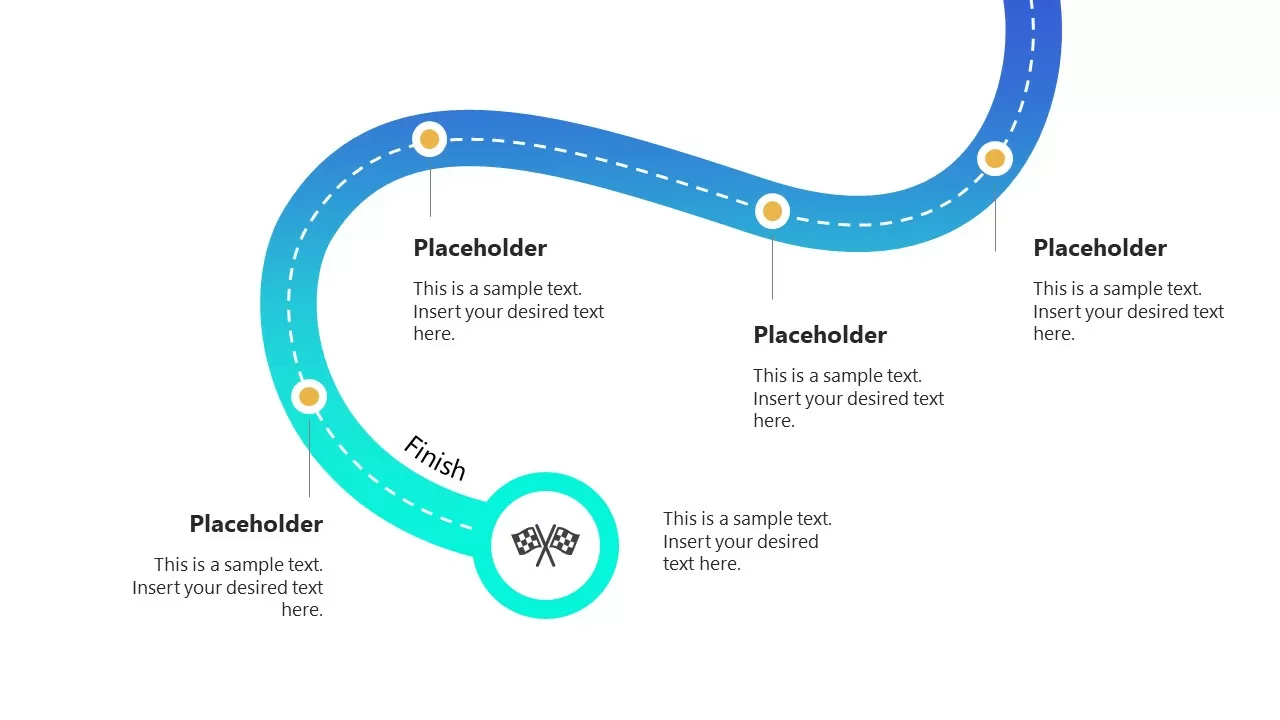 Placeholder
This is a sample text.
Insert your desired text
here.
Placeholder
This is a sample text.
Insert your desired text
here.
Placeholder
This is a sample text.
Insert your desired text
here.
Finish
Placeholder
This is a sample text.
Insert your desired text
here.
This is a sample text.
Insert your desired
text here.